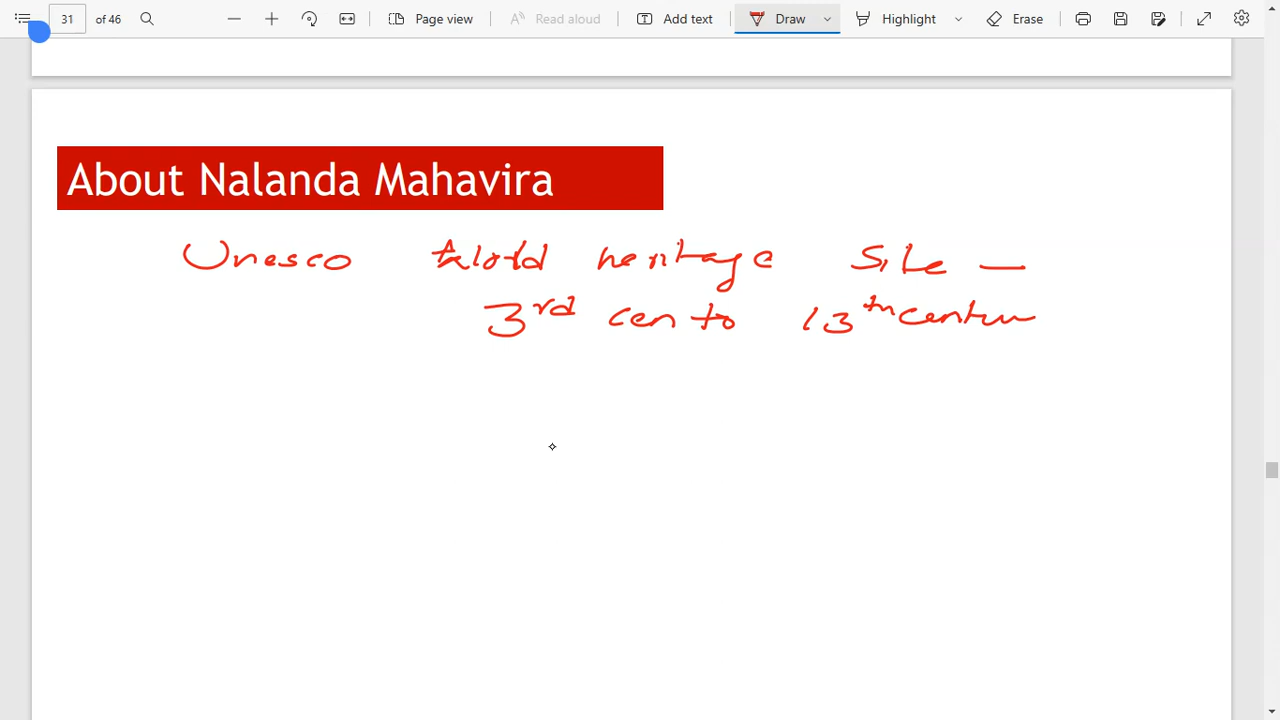 31 of 46 Page view Read aloud Add text Draw Highlight Erase
About Nalanda Mahavira
Unesco World heritage Site —
3rd cen to 13th centu